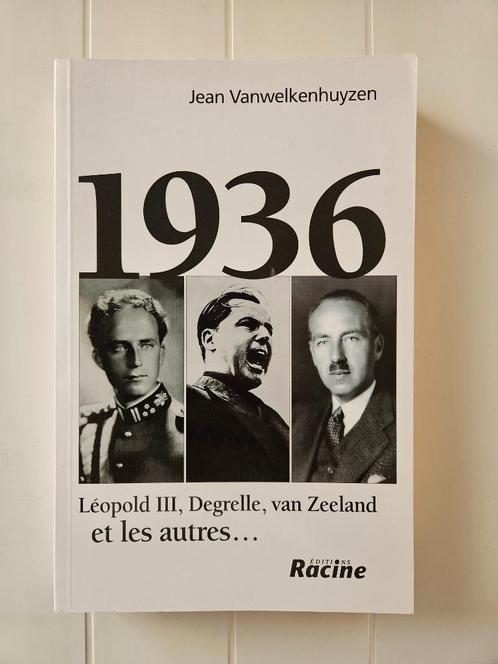 Jean Vanwelkenhuyzen
1936
Léopold III, Degrelle, van Zeeland
et les autres…
ÉDITIONS
Racine